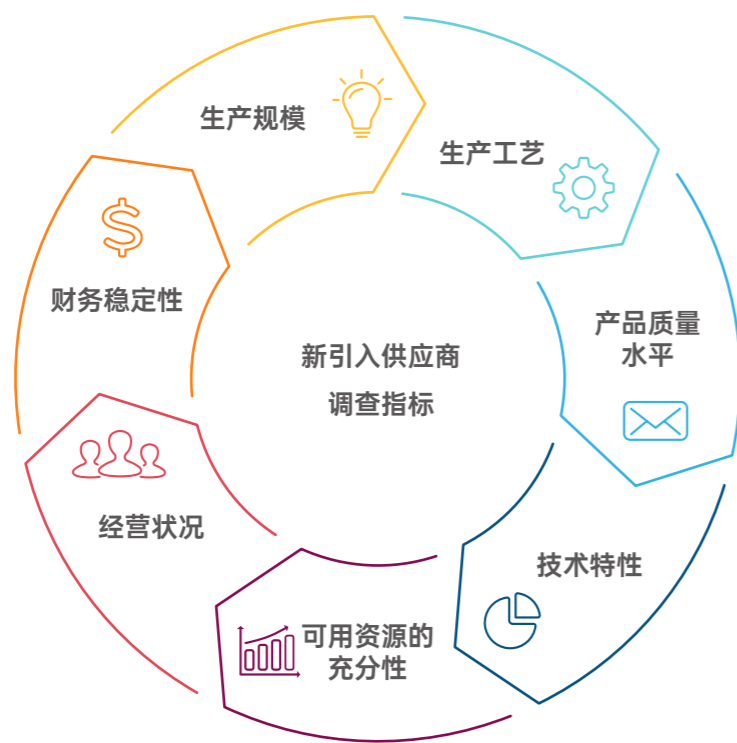 生产规模
生产工艺
产品质量
水平
技术特性
可用资源的
充分性
经营状况
财务稳定性
新引入供应商
调查指标